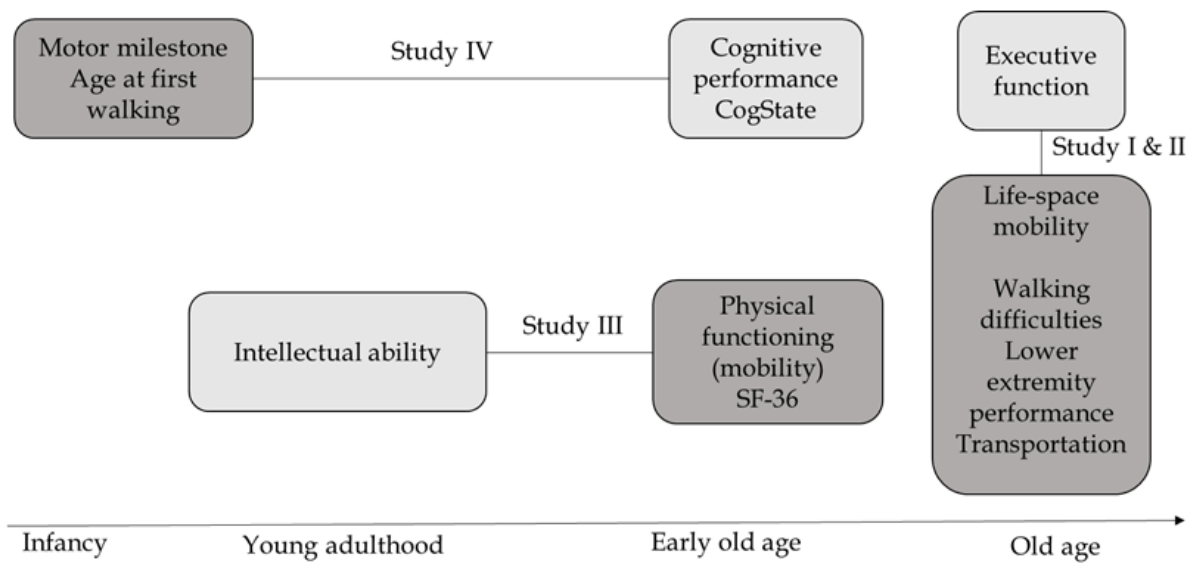 Motor milestone
Age at first
walking
Study IV
Cognitive
performance
CogState
Executive
function
Study I & II
Life-space
mobility
Walking
difficulties
Lower
extremity
performance
Transportation
Intellectual ability
Study III
Physical
functioning
(mobility)
SF-36
Infancy
Young adulthood
Early old age
Old age